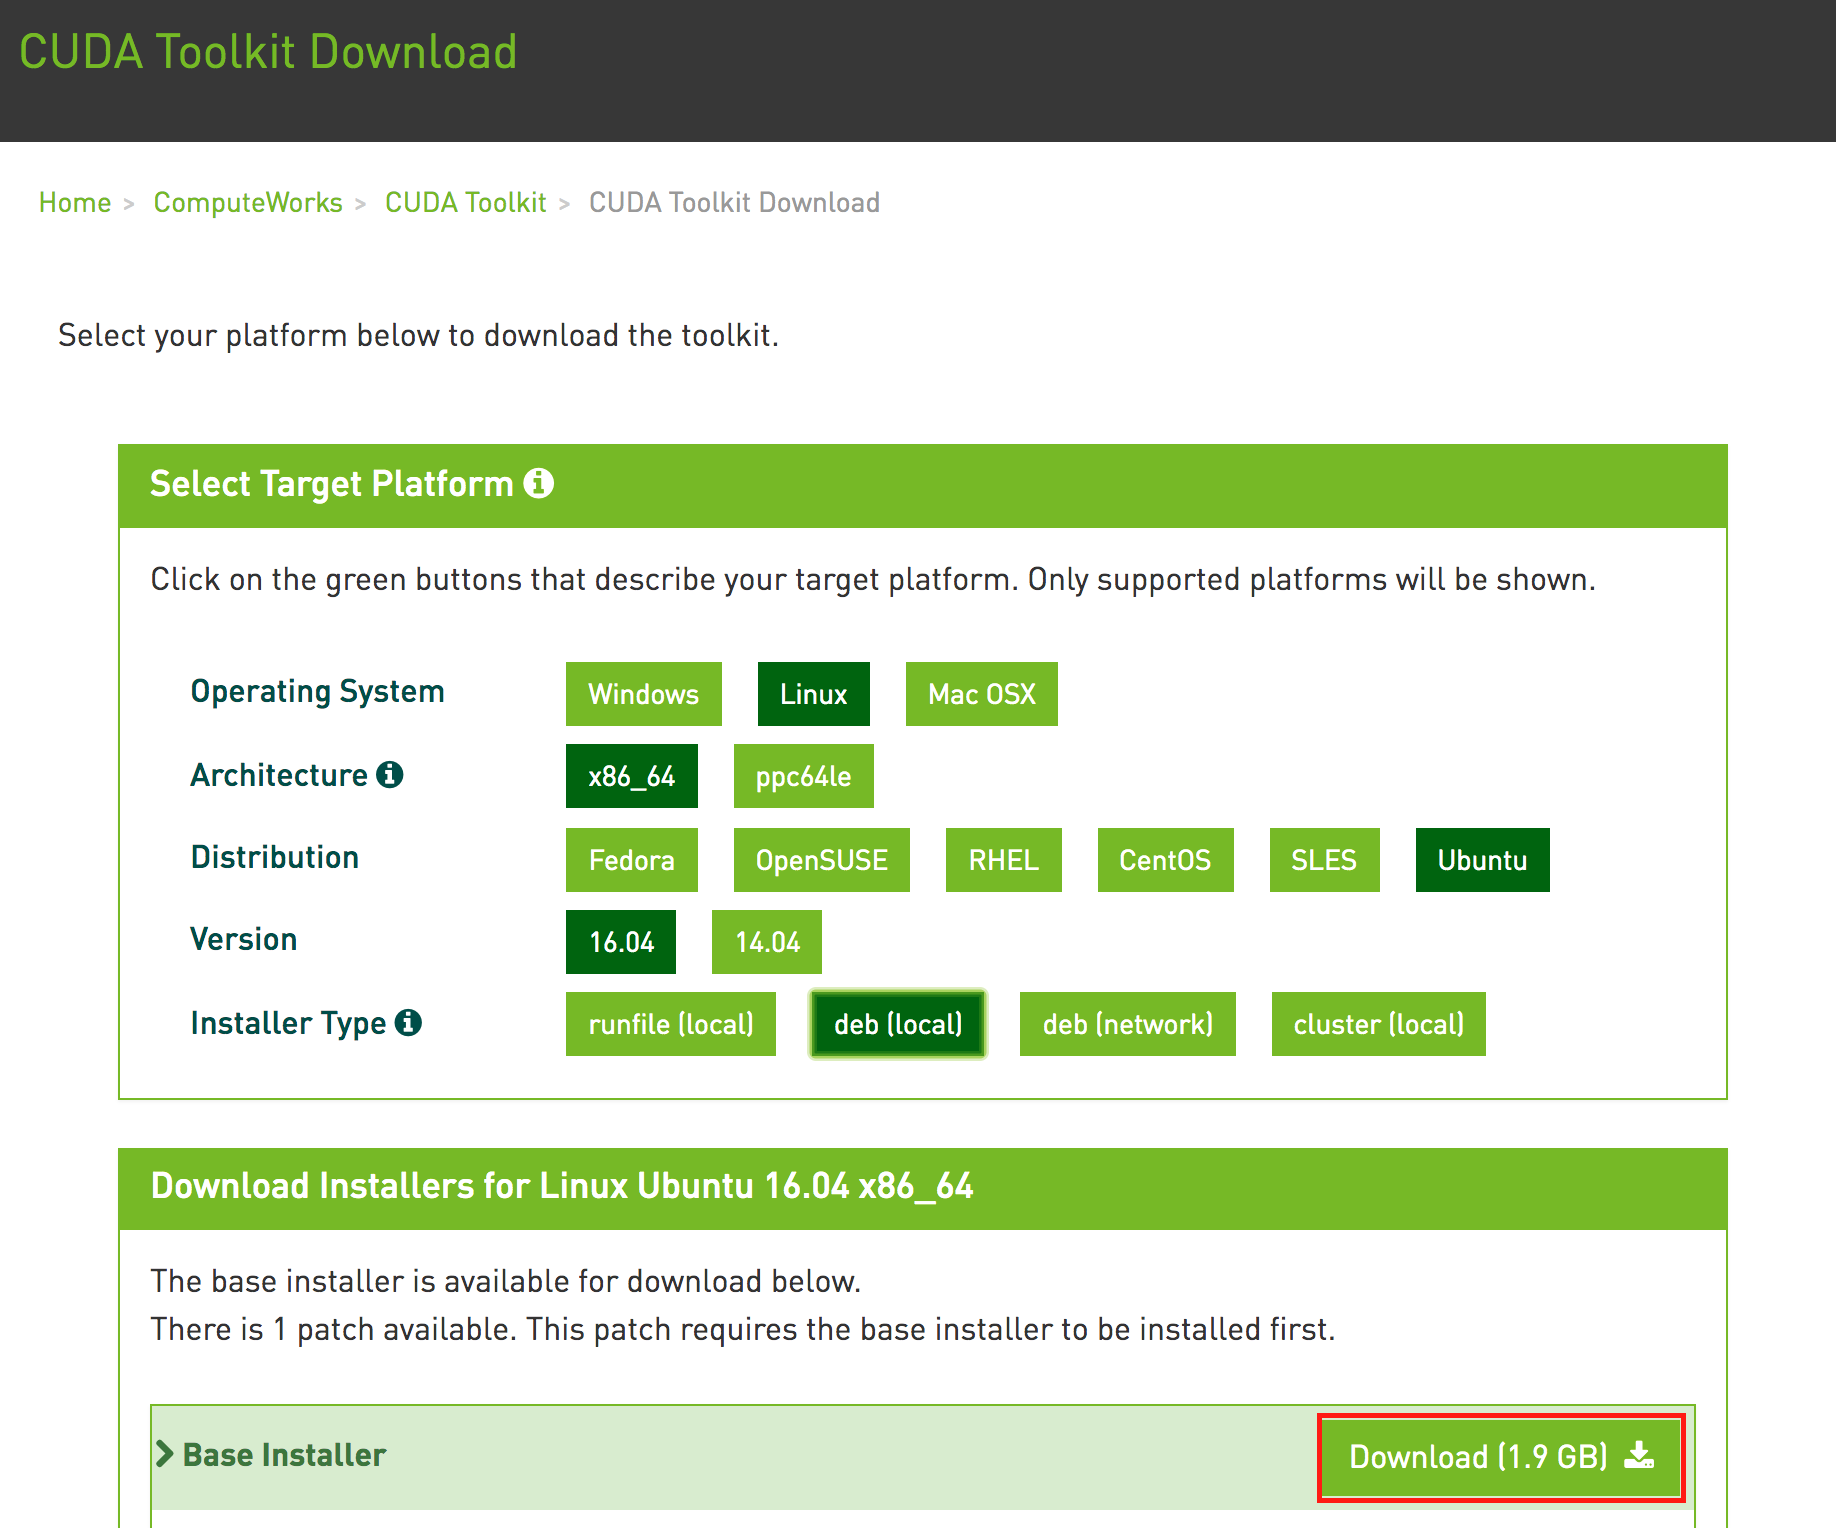 CUDA Toolkit Download
Home > ComputeWorks > CUDA Toolkit > CUDA Toolkit Download
Select your platform below to download the toolkit.
Select Target Platform
Click on the green buttons that describe your target platform. Only supported platforms will be shown.
Operating System Windows Linux Mac OSX
Architecture x86_64 ppc64le
Distribution Fedora OpenSUSE RHEL CentOS SLES Ubuntu
Version 16.04 14.04
Installer Type runfile (local) deb (local) deb (network) cluster (local)
Download Installers for Linux Ubuntu 16.04 x86_64
The base installer is available for download below.
There is 1 patch available. This patch requires the base installer to be installed first.
Base Installer Download (1.9 GB)